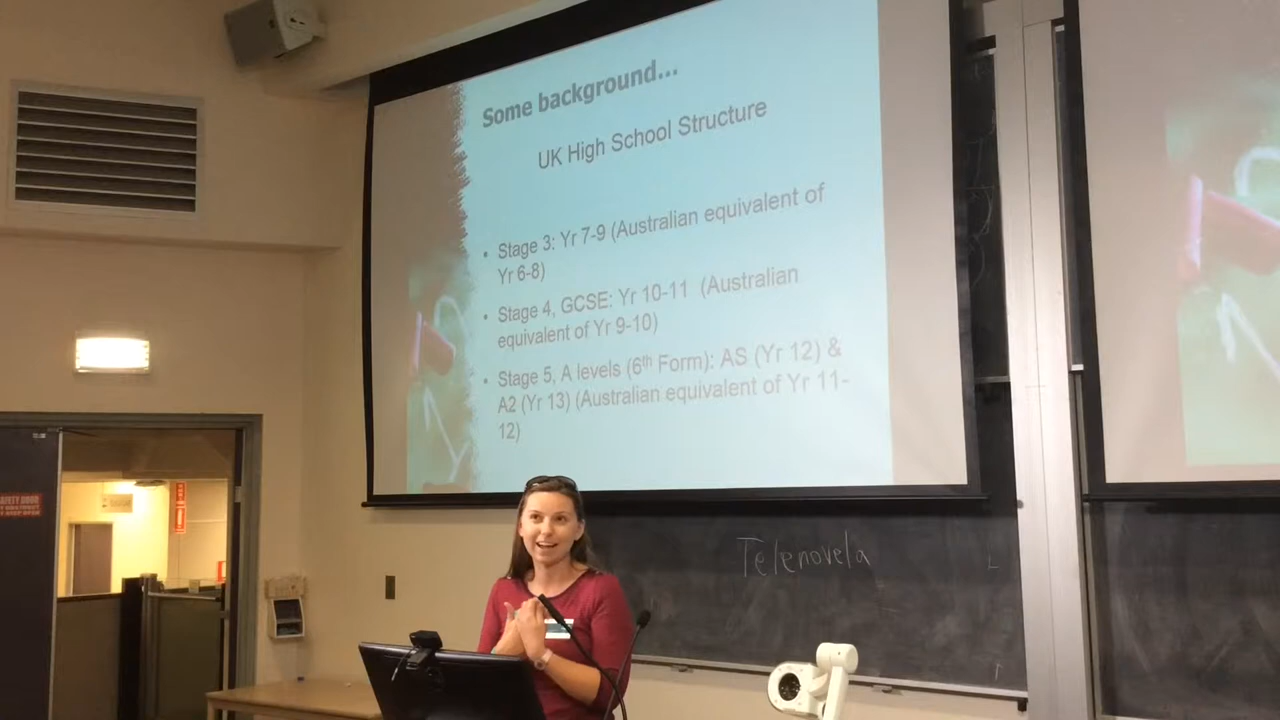 Some background...
UK High School Structure
• Stage 3: Yr 7-9 (Australian equivalent of
Yr 6-8)
• Stage 4, GCSE: Yr 10-11 (Australian
equivalent of Yr 9-10)
• Stage 5, A levels (6th Form): AS (Yr 12) &
A2 (Yr 13) (Australian equivalent of Yr 11-
12)
Telenovela